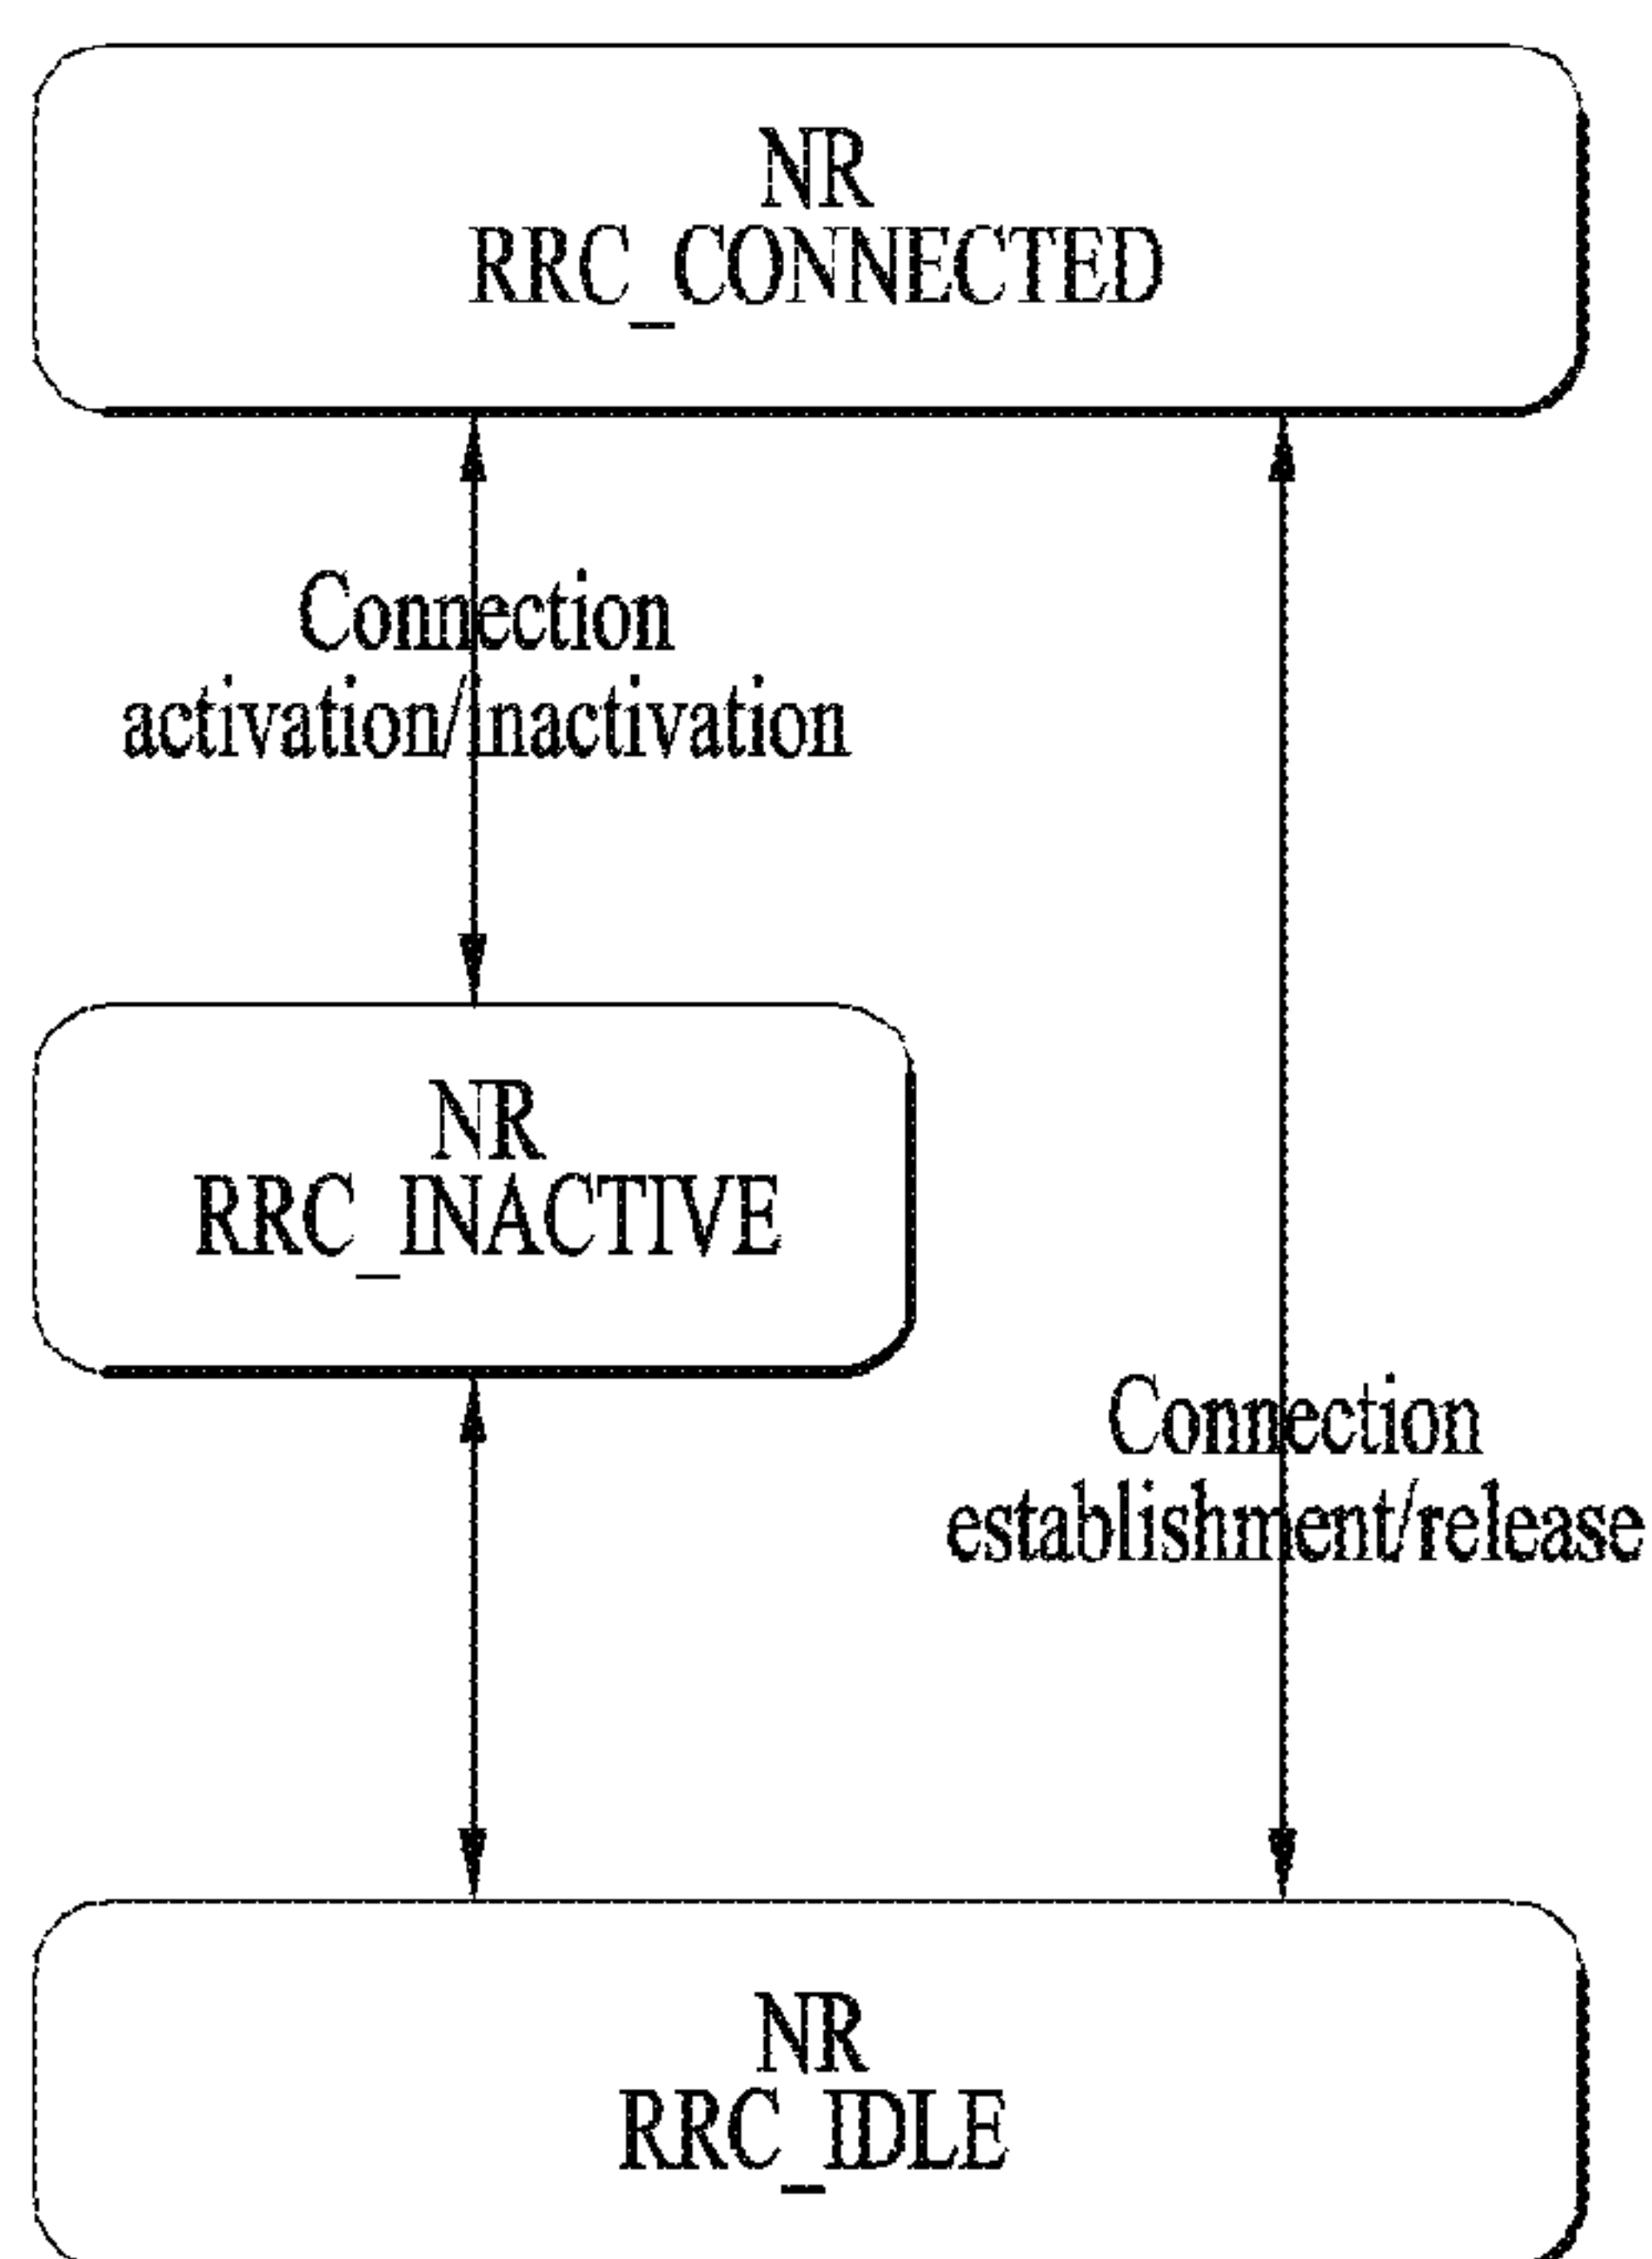 NR
RRC_CONNECTED
Connection
activation/inactivation
NR
RRC_INACTIVE
Connection
establishment/release
NR
RRC_IDLE